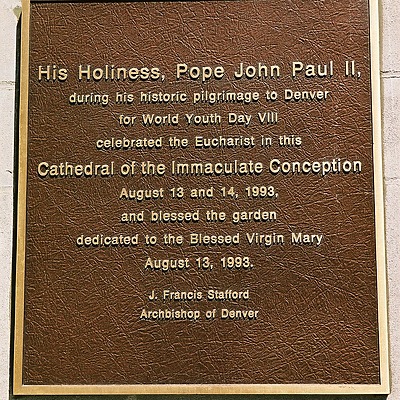 His Holiness, Pope John Paul II,
during his historic pilgrimage to Denver
for World Youth Day VIII
celebrated the Eucharist in this
Cathedral of the Immaculate Conception
August 13 and 14, 1993,
and blessed the garden
dedicated to the Blessed Virgin Mary
August 13, 1993.
J. Francis Stafford
Archbishop of Denver